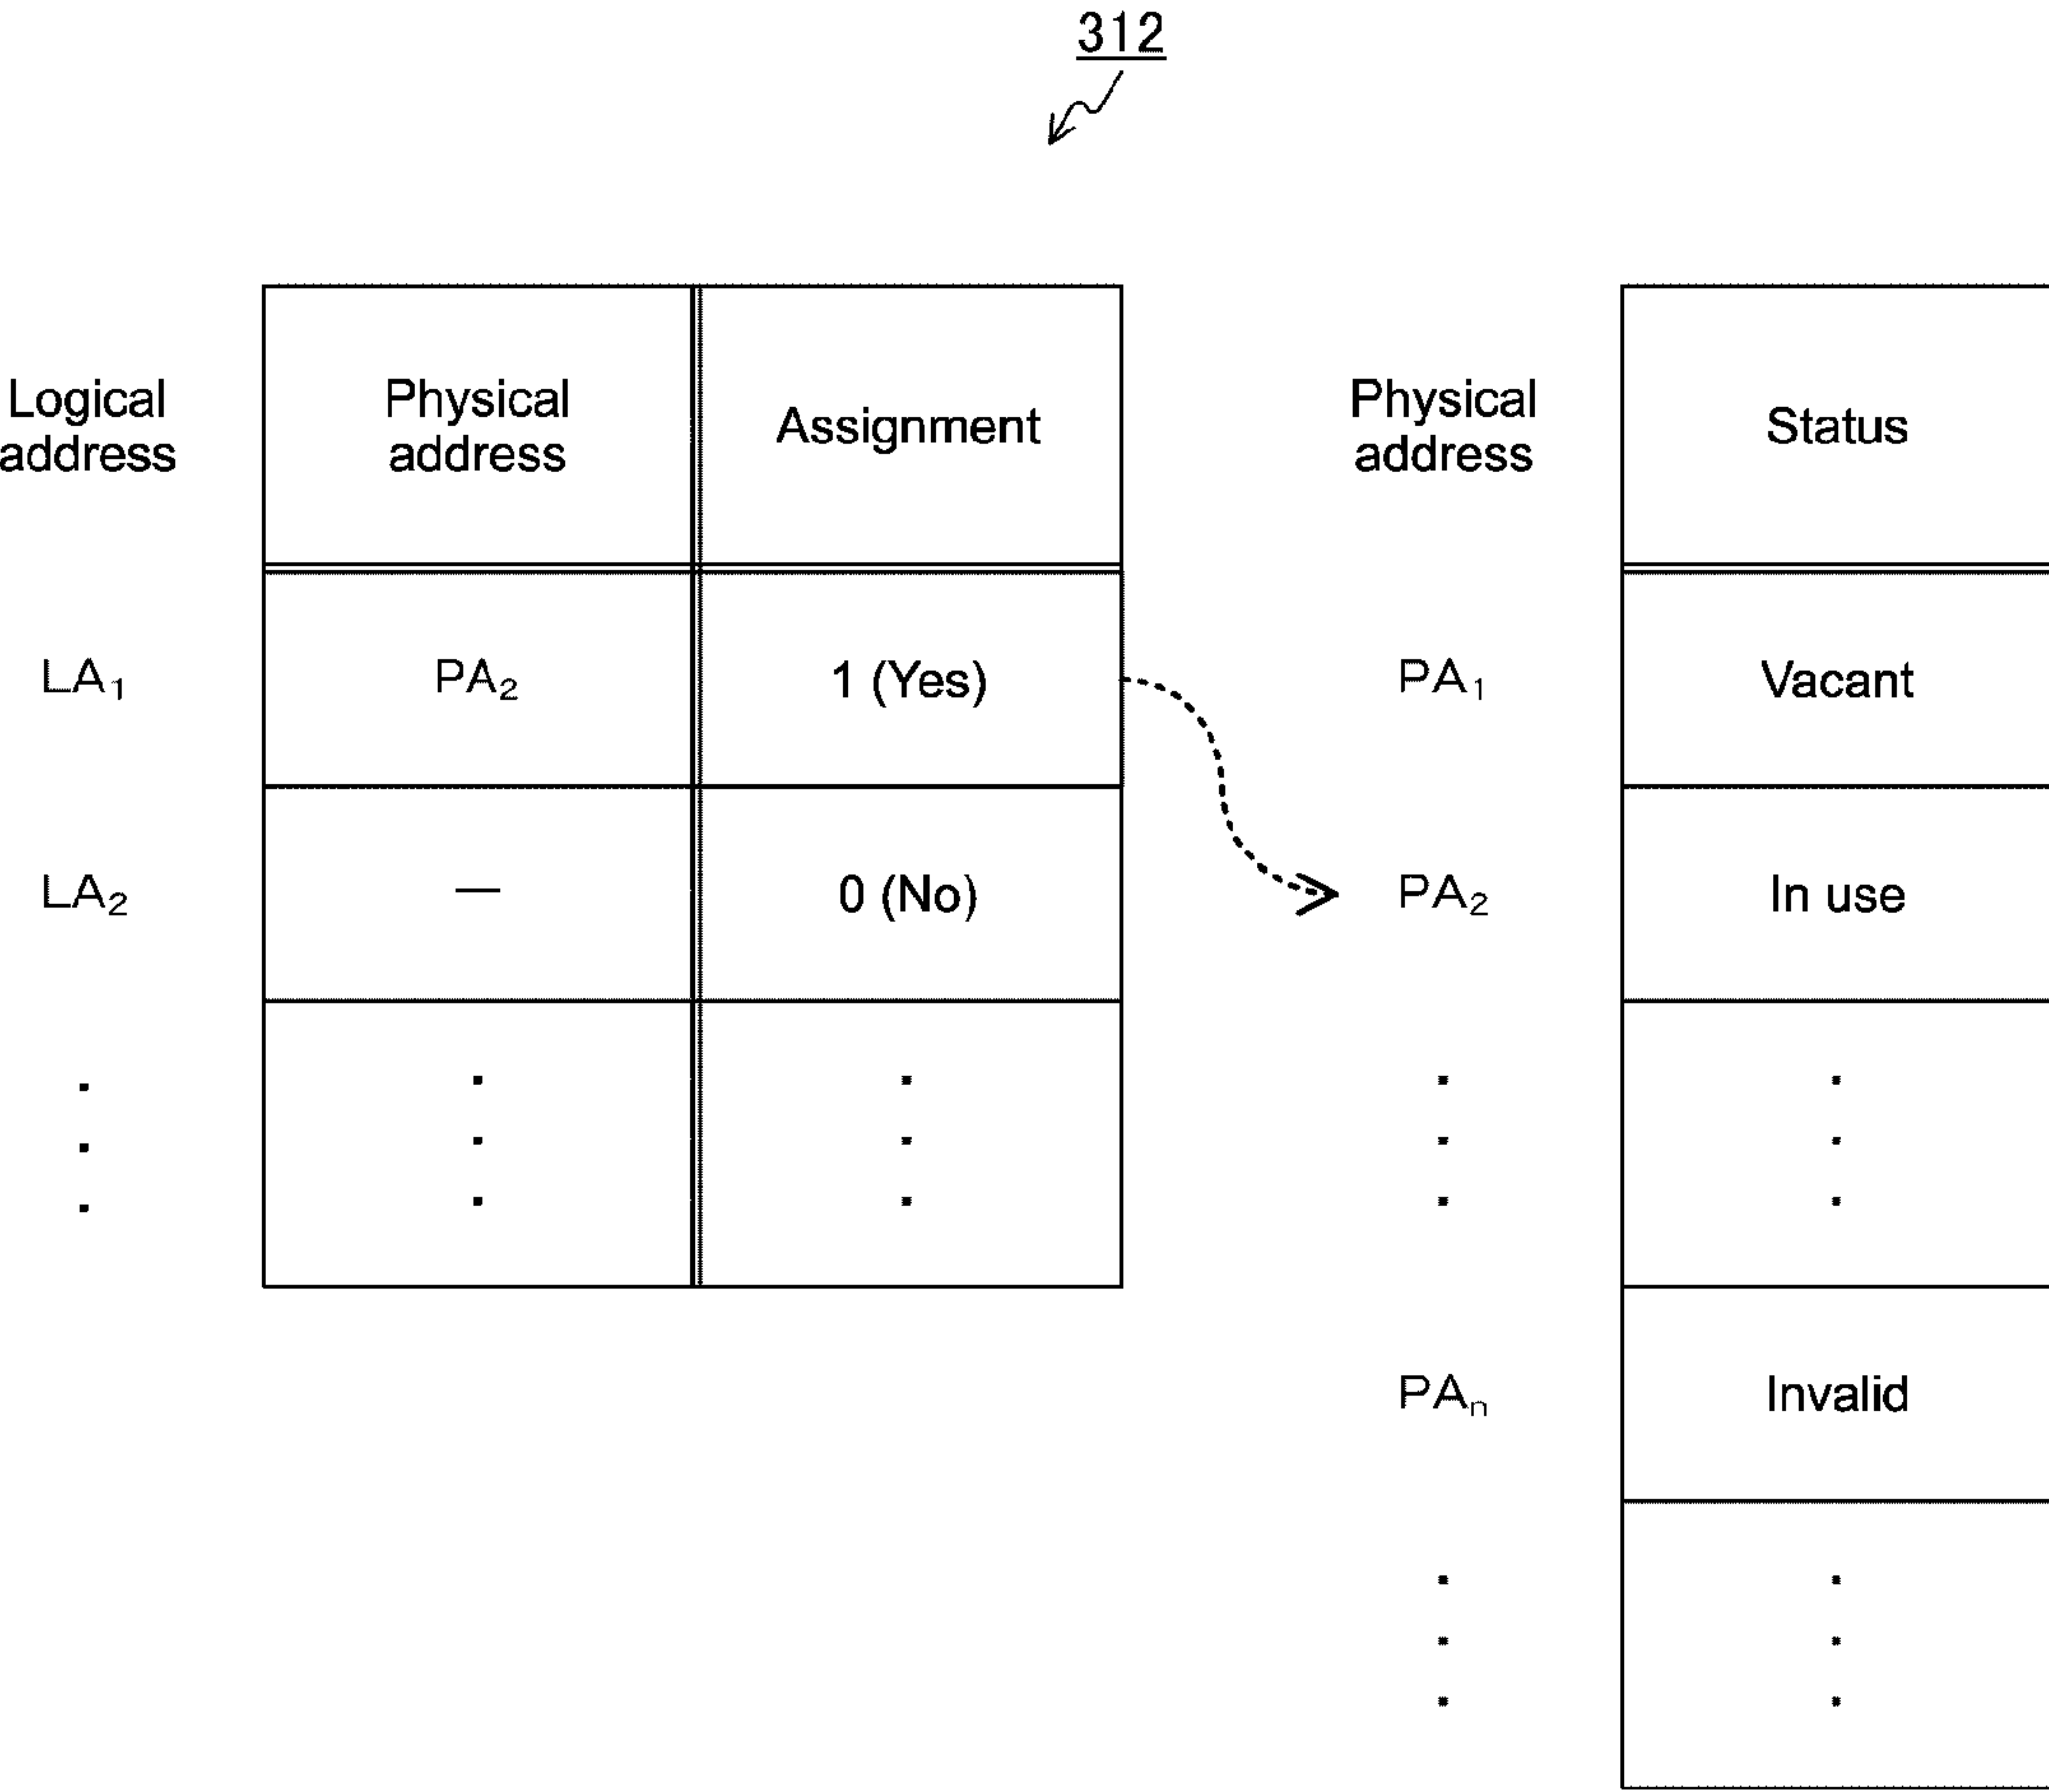 312
Logical address
Physical address
Assignment
Physical address
Status
LA₁
PA₂
1 (Yes)
PA₁
Vacant
LA₂
—
0 (No)
PA₂
In use
PAₙ
Invalid